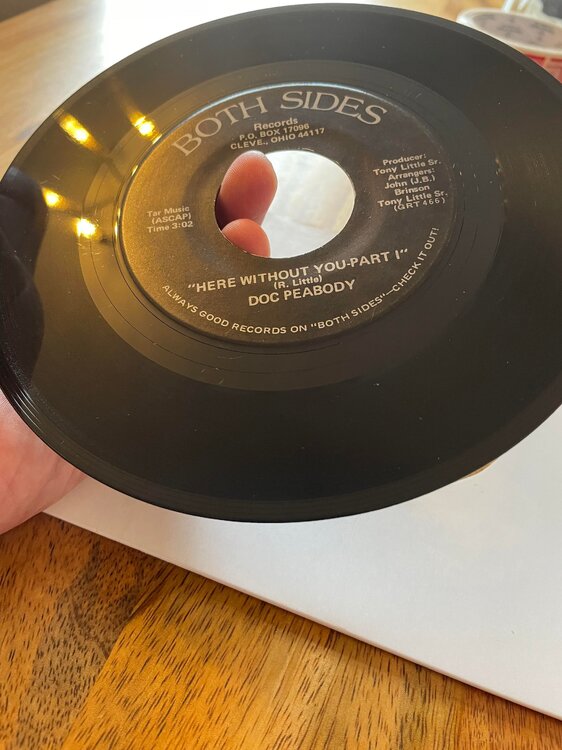 BOTH SIDES
Records
P.O. BOX 17096
CLEVE., OHIO 44117
Tar Music
(ASCAP)
Time 3:02
Producer:
Tony Little Sr.
Arrangers:
John (J.B.)
Brinson
Tony Little Sr.
(GRT 466)
"HERE WITHOUT YOU-PART I"
(R. Little)
DOC PEABODY
ALWAYS GOOD RECORDS ON "BOTH SIDES"—CHECK IT OUT!